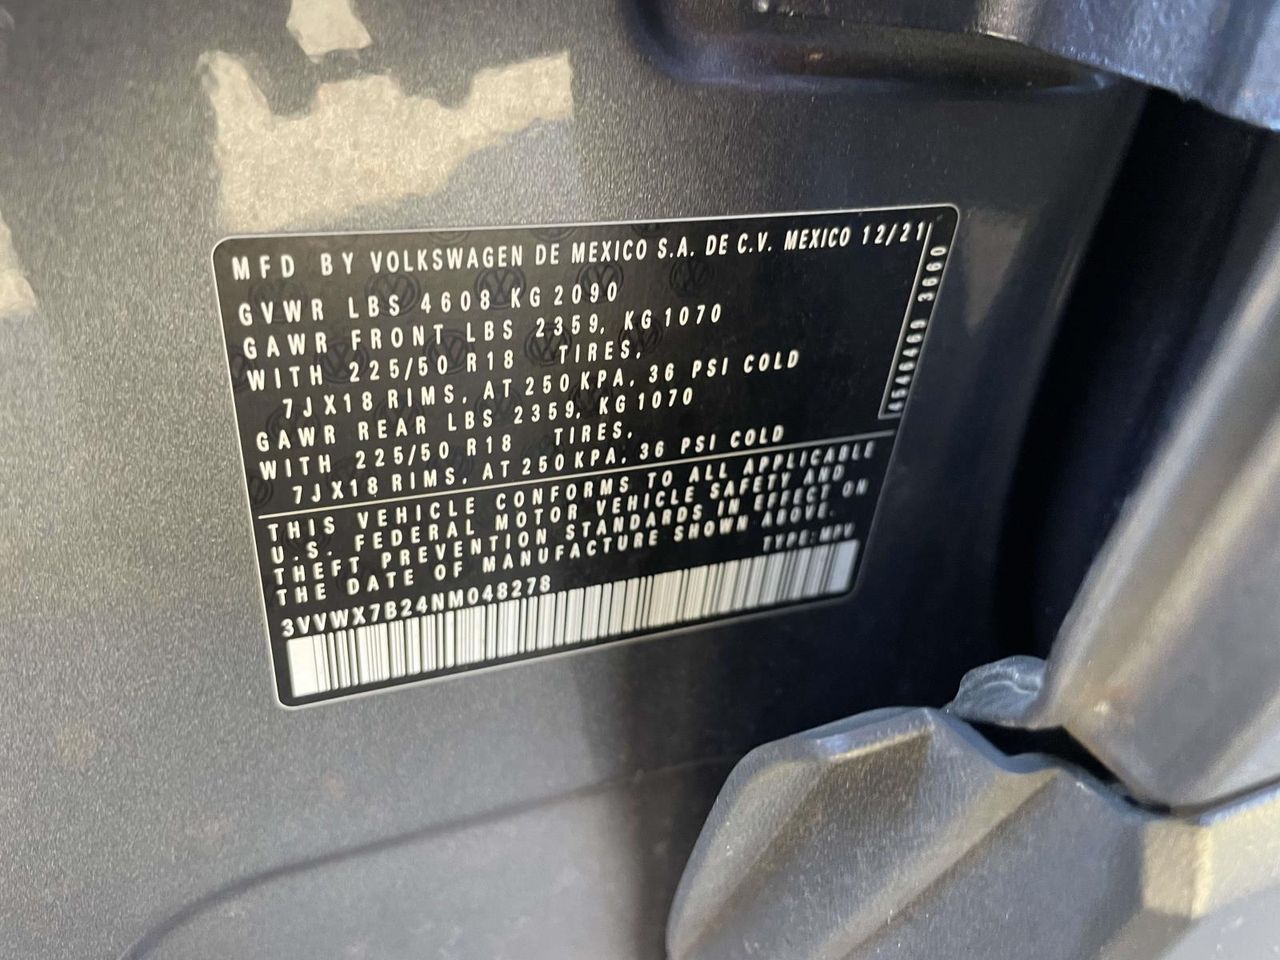 MFD BY VOLKSWAGEN DE MEXICO S.A. DE C.V. MEXICO 12/21
GVWR LBS 4608 KG 2090
GAWR FRONT LBS 2359, KG 1070
WITH 225/50 R18 TIRES,
7JX18 RIMS, AT 250 KPA, 36 PSI COLD
GAWR REAR LBS 2359, KG 1070
WITH 225/50 R18 TIRES,
7JX18 RIMS, AT 250 KPA, 36 PSI COLD
THIS VEHICLE CONFORMS TO ALL APPLICABLE
U.S. FEDERAL MOTOR VEHICLE SAFETY AND
THEFT PREVENTION STANDARDS IN EFFECT ON
THE DATE OF MANUFACTURE SHOWN ABOVE.
TYPE: MPV
3VVWX7B24NM048278
3660